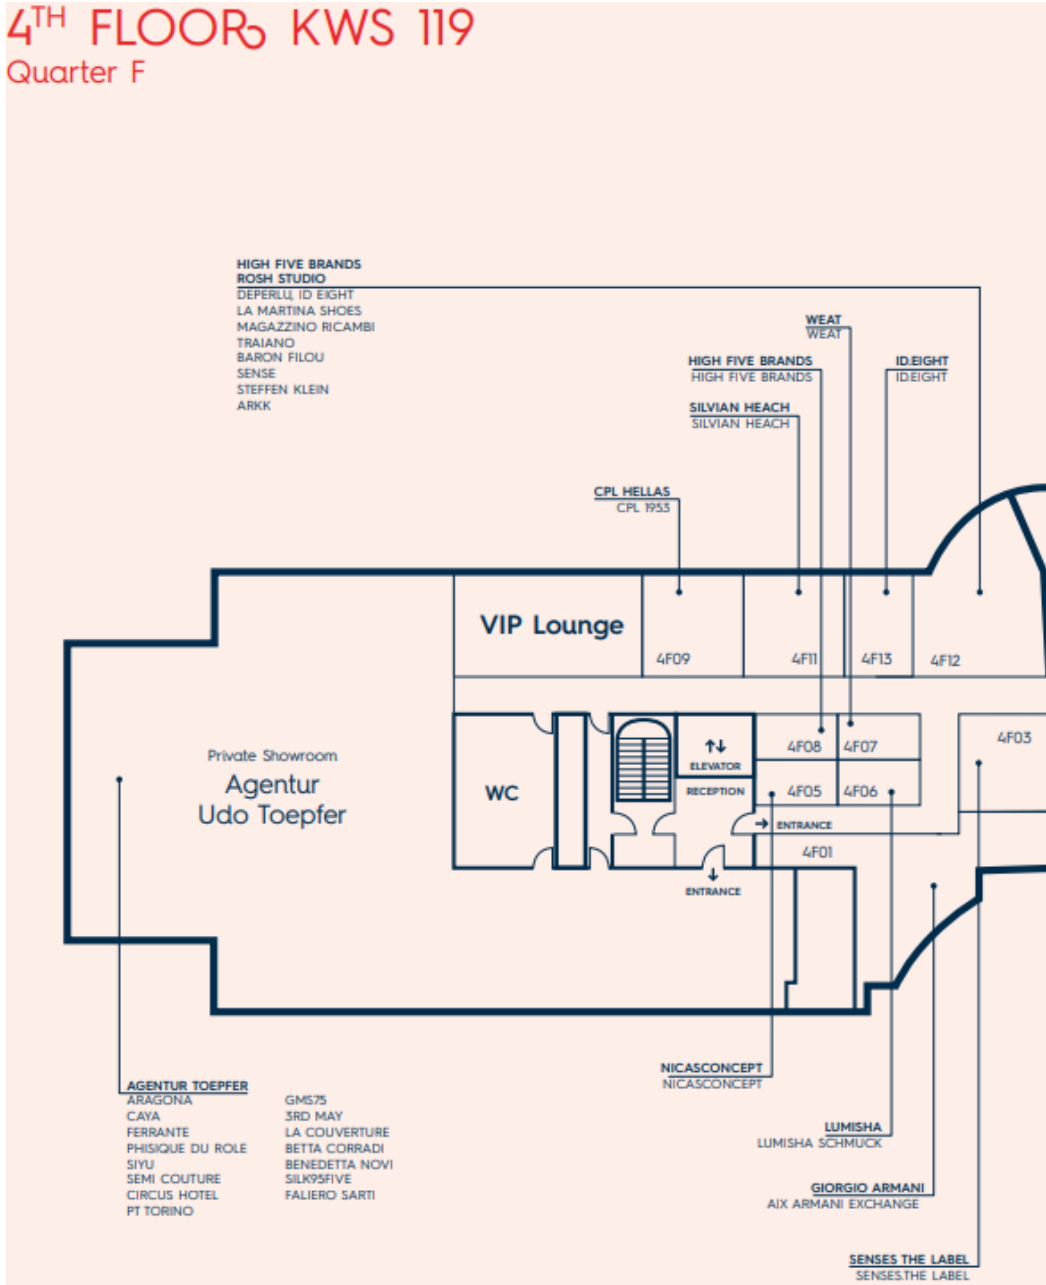 4TH FLOOR KWS 119
Quarter F
HIGH FIVE BRANDS
ROSH STUDIO
DEPERLU, ID EIGHT
LA MARTINA SHOES
MAGAZZINO RICAMBI
TRAIANO
BARON FILOU
SENSE
STEFFEN KLEIN
ARKK
WEAT
WEAT
HIGH FIVE BRANDS
HIGH FIVE BRANDS
ID.EIGHT
ID.EIGHT
SILVIAN HEACH
SILVIAN HEACH
CPL HELLAS
CPL 1953
VIP Lounge
4F09
4F11
4F13
4F12
Private Showroom
Agentur
Udo Toepfer
WC
ELEVATOR
RECEPTION
4F08
4F07
4F03
4F05
4F06
ENTRANCE
4F01
ENTRANCE
AGENTUR TOEPFER
ARAGONA
CAYA
FERRANTE
PHISIQUE DU ROLE
SIYU
SEMI COUTURE
CIRCUS HOTEL
PT TORINO
GMS75
3RD MAY
LA COUVERTURE
BETTA CORRADI
BENEDETTA NOVI
SILK95FIVE
FALIERO SARTI
NICASCONCEPT
NICASCONCEPT
LUMISHA
LUMISHA SCHMUCK
GIORGIO ARMANI
AIX ARMANI EXCHANGE
SENSES THE LABEL
SENSES.THE LABEL